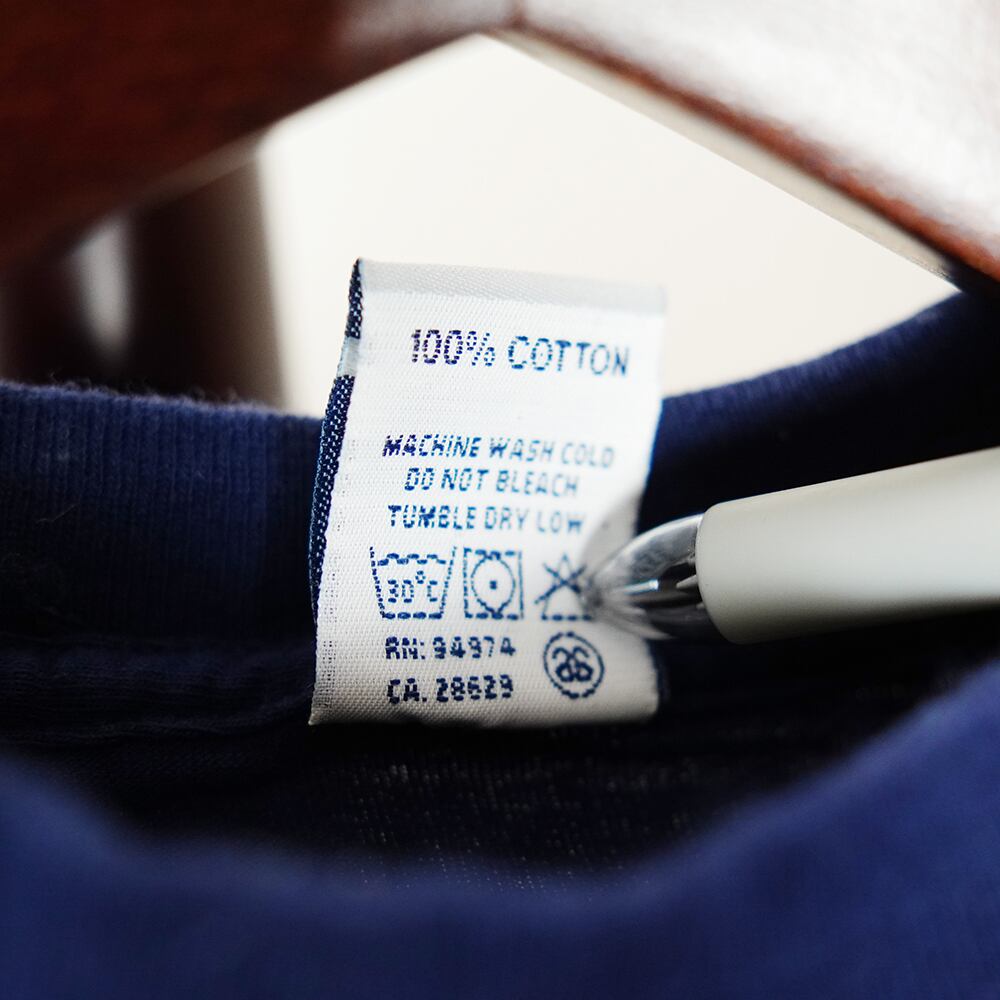 100% COTTON
MACHINE WASH COLD
DO NOT BLEACH
TUMBLE DRY LOW
30°C
RN: 94974
CA. 28629